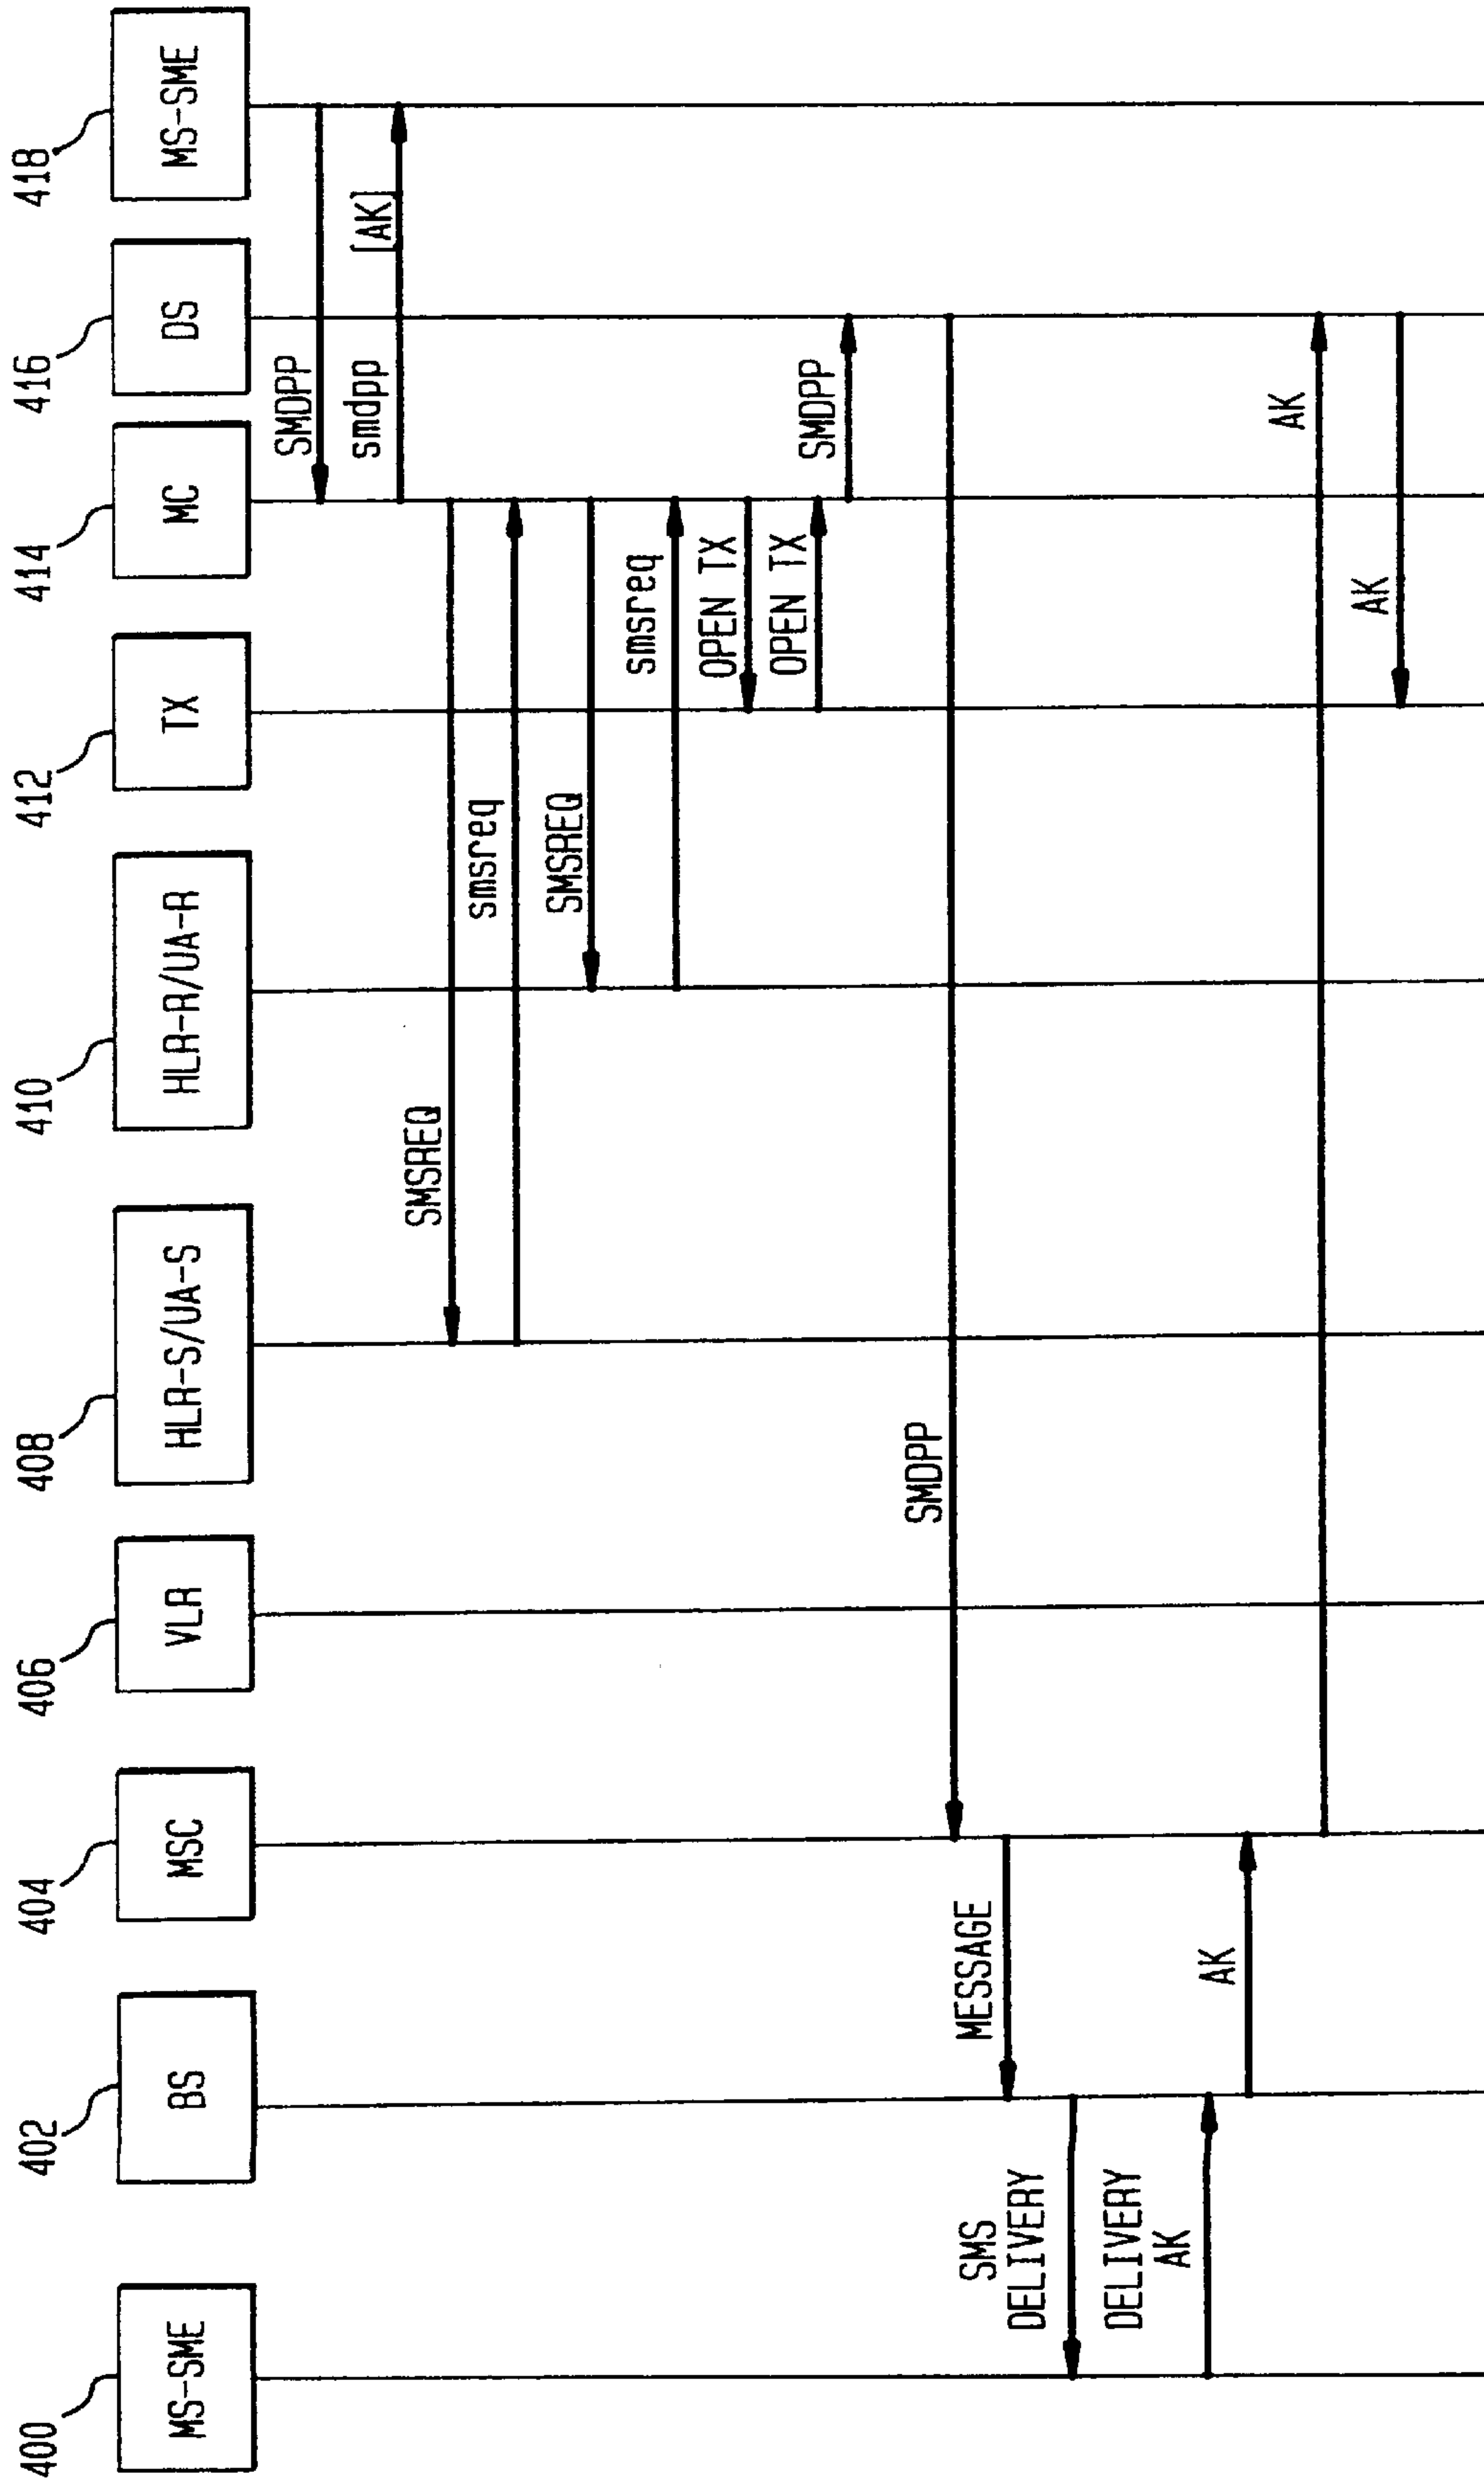 400
402
404
406
408
410
412
414
416
418
MS-SME
BS
MSC
VLR
HLR-S/UA-S
HLR-R/UA-R
TX
MC
DS
MS-SME
SMDPP
smdpp
[AK]
SMSREQ
smsreq
SMSREQ
smsreq
OPEN TX
OPEN TX
SMDPP
SMDPP
MESSAGE
SMS
DELIVERY
DELIVERY
AK
AK
AK
AK